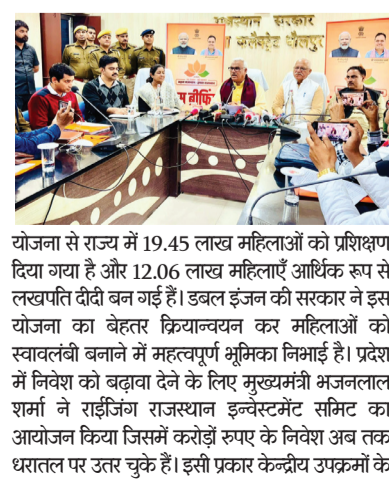 राजस्थान सरकार
प्रेस ब्रीफिं
योजना से राज्य में 19.45 लाख महिलाओं को प्रशिक्षण
दिया गया है और 12.06 लाख महिलाएँ आर्थिक रूप से
लखपति दीदी बन गई हैं। डबल इंजन की सरकार ने इस
योजना का बेहतर क्रियान्वयन कर महिलाओं को
स्वावलंबी बनाने में महत्वपूर्ण भूमिका निभाई है। प्रदेश
में निवेश को बढ़ावा देने के लिए मुख्यमंत्री भजनलाल
शर्मा ने राईजिंग राजस्थान इन्वेस्टमेंट समिट का
आयोजन किया जिसमें करोड़ों रुपए के निवेश अब तक
धरातल पर उतर चुके हैं। इसी प्रकार केन्द्रीय उपक्रमों के